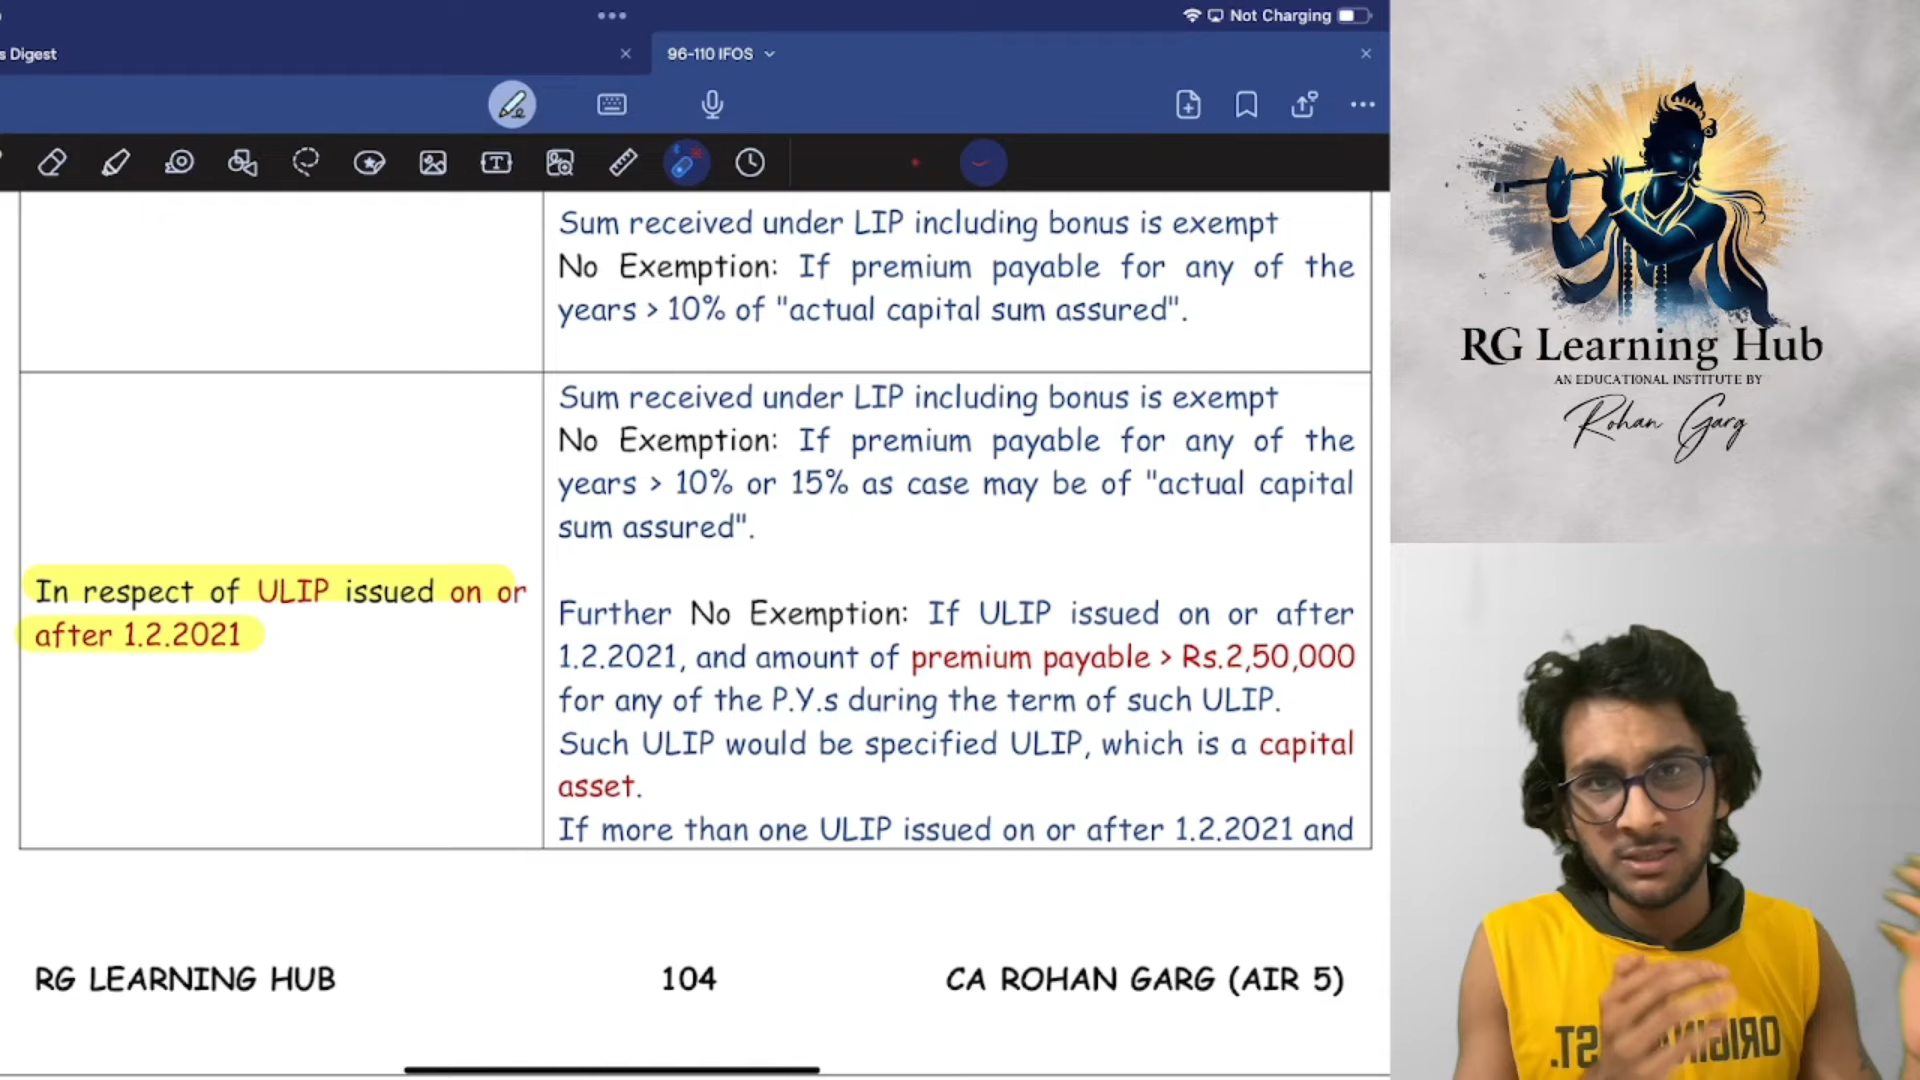 Not Charging
s Digest
96-110 IFOS
Sum received under LIP including bonus is exempt
No Exemption: If premium payable for any of the
years > 10% of "actual capital sum assured".
Sum received under LIP including bonus is exempt
No Exemption: If premium payable for any of the
years > 10% or 15% as case may be of "actual capital
sum assured".
In respect of ULIP issued on or
after 1.2.2021
Further No Exemption: If ULIP issued on or after
1.2.2021, and amount of premium payable > Rs.2,50,000
for any of the P.Y.s during the term of such ULIP.
Such ULIP would be specified ULIP, which is a capital
asset.
If more than one ULIP issued on or after 1.2.2021 and
RG LEARNING HUB
104
CA ROHAN GARG (AIR 5)
RG Learning Hub
AN EDUCATIONAL INSTITUTE BY
Rohan Garg